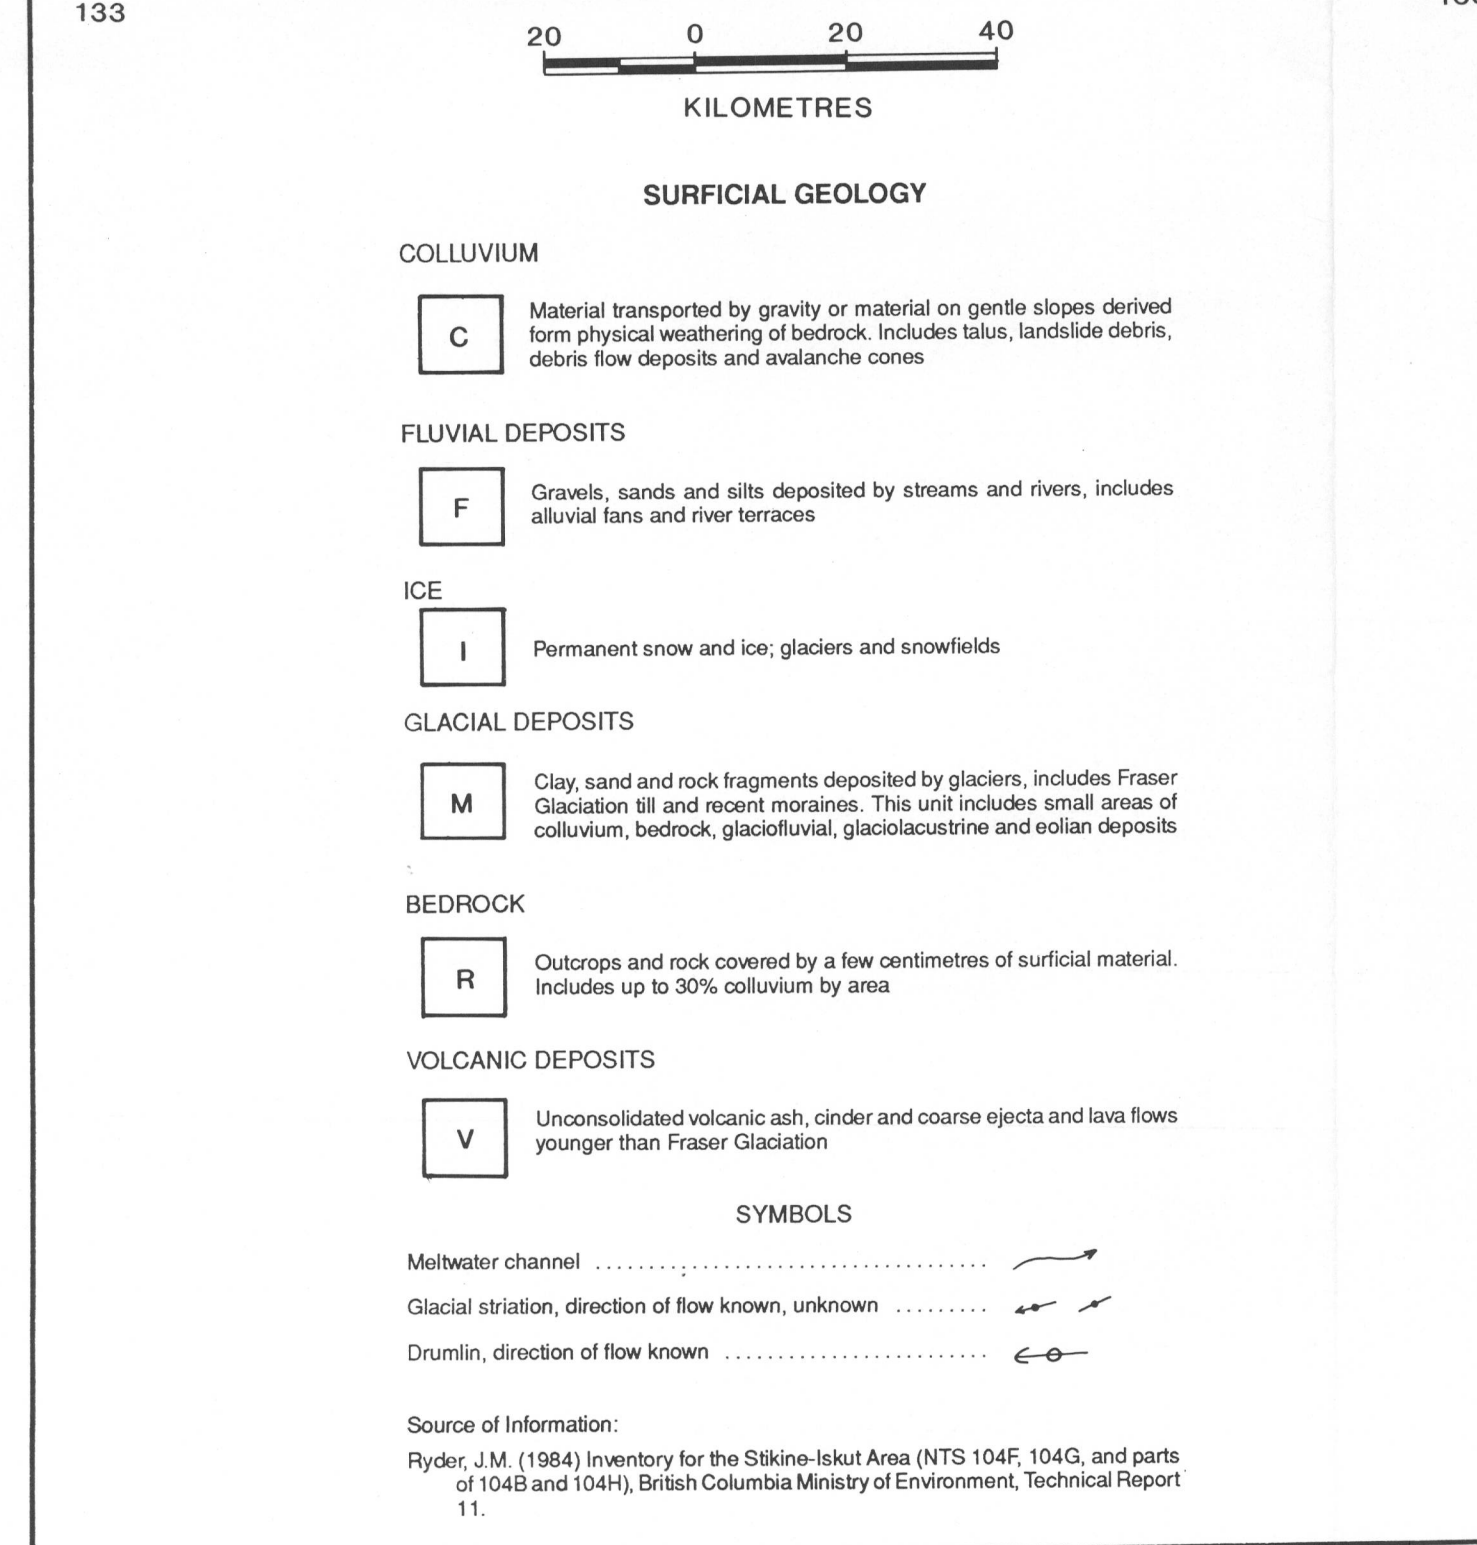 133
20 0 20 40
KILOMETRES
SURFICIAL GEOLOGY
COLLUVIUM
C
Material transported by gravity or material on gentle slopes derived
form physical weathering of bedrock. Includes talus, landslide debris,
debris flow deposits and avalanche cones
FLUVIAL DEPOSITS
F
Gravels, sands and silts deposited by streams and rivers, includes
alluvial fans and river terraces
ICE
I
Permanent snow and ice; glaciers and snowfields
GLACIAL DEPOSITS
M
Clay, sand and rock fragments deposited by glaciers, includes Fraser
Glaciation till and recent moraines. This unit includes small areas of
colluvium, bedrock, glaciofluvial, glaciolacustrine and eolian deposits
BEDROCK
R
Outcrops and rock covered by a few centimetres of surficial material.
Includes up to 30% colluvium by area
VOLCANIC DEPOSITS
V
Unconsolidated volcanic ash, cinder and coarse ejecta and lava flows
younger than Fraser Glaciation
SYMBOLS
Meltwater channel .....................................
Glacial striation, direction of flow known, unknown .........
Drumlin, direction of flow known .........................
Source of Information:
Ryder, J.M. (1984) Inventory for the Stikine-Iskut Area (NTS 104F, 104G, and parts
of 104B and 104H), British Columbia Ministry of Environment, Technical Report
11.